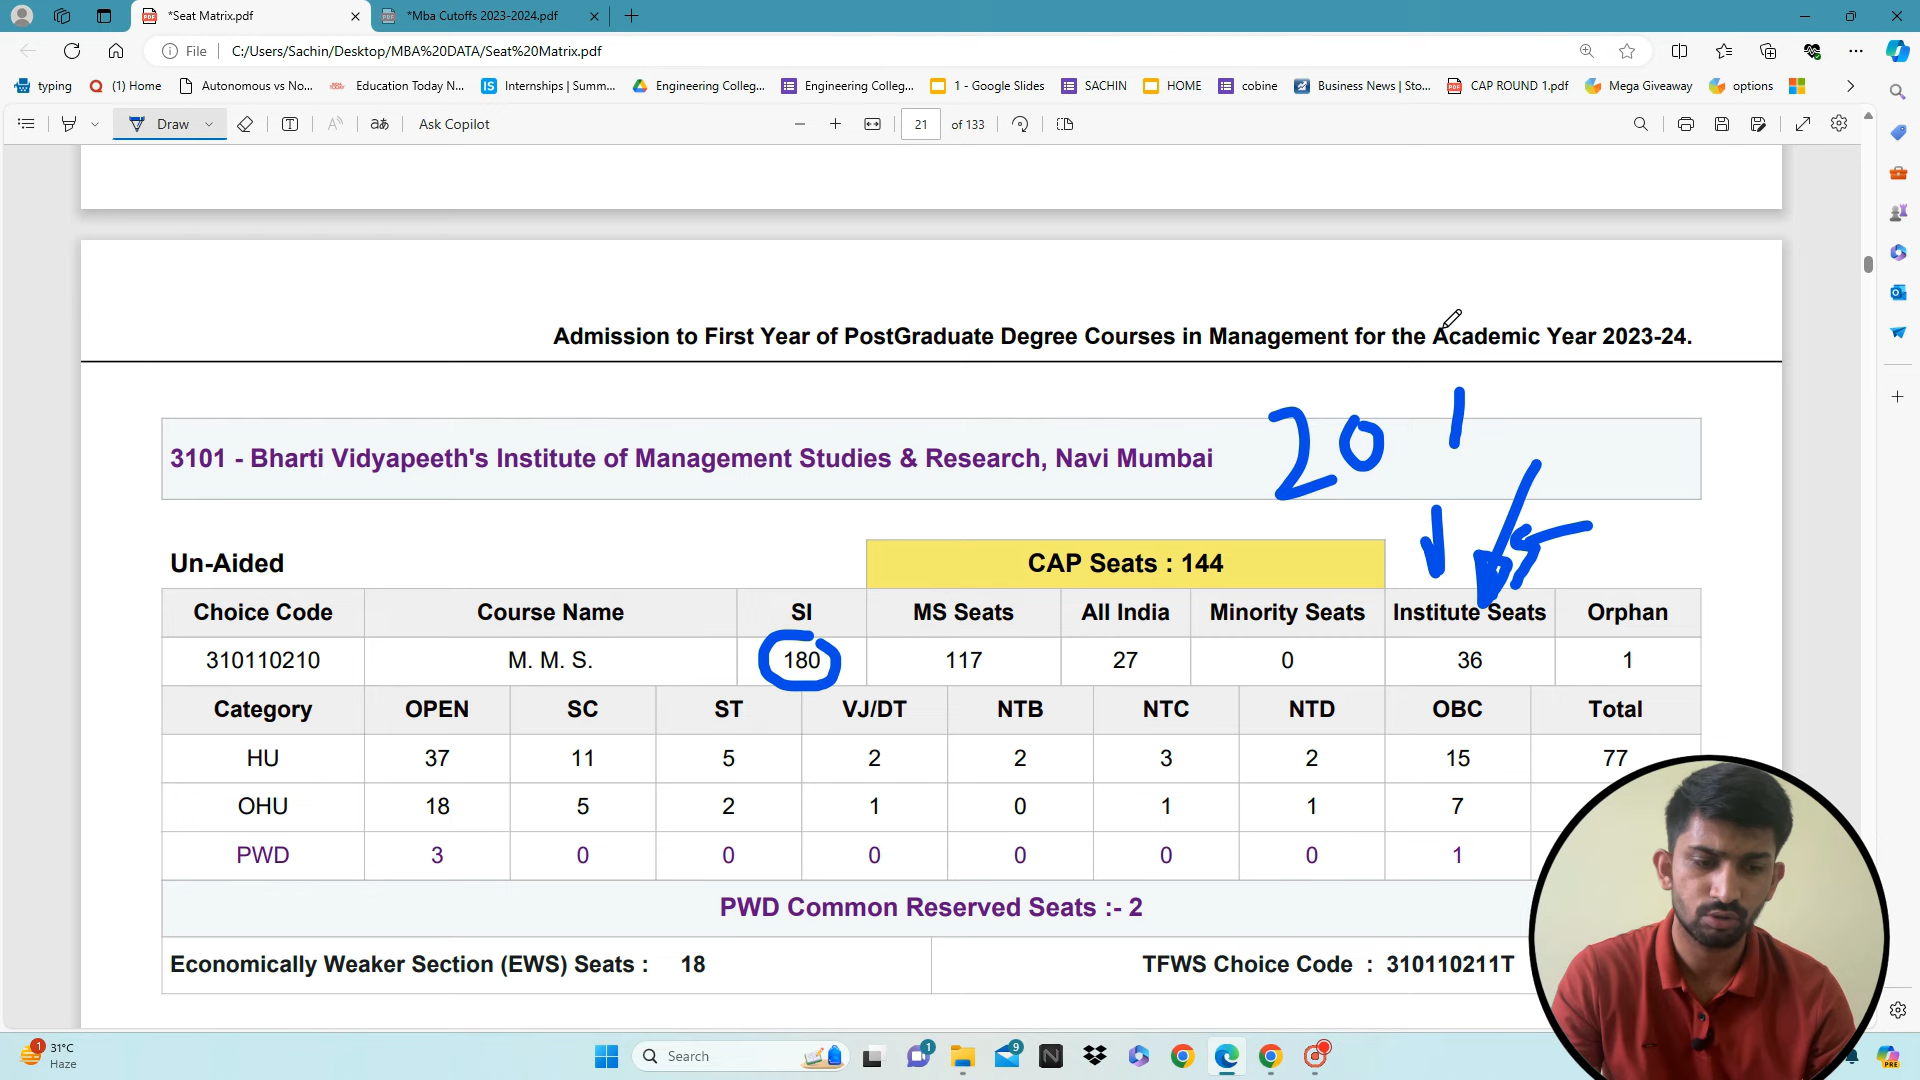 *Seat Matrix.pdf
*Mba Cutoffs 2023-2024.pdf
File C:/Users/Sachin/Desktop/MBA%20DATA/Seat%20Matrix.pdf
typing (1) Home Autonomous vs No... Education Today N... Internships | Summ... Engineering Colleg... Engineering Colleg... 1 - Google Slides SACHIN HOME cobine Business News | Sto... CAP ROUND 1.pdf Mega Giveaway options
Draw Ask Copilot 21 of 133
Admission to First Year of PostGraduate Degree Courses in Management for the Academic Year 2023-24.
3101 - Bharti Vidyapeeth's Institute of Management Studies & Research, Navi Mumbai
20 1
Un-Aided CAP Seats : 144
Choice Code Course Name SI MS Seats All India Minority Seats Institute Seats Orphan
310110210 M. M. S. 180 117 27 0 36 1
Category OPEN SC ST VJ/DT NTB NTC NTD OBC Total
HU 37 11 5 2 2 3 2 15 77
OHU 18 5 2 1 0 1 1 7
PWD 3 0 0 0 0 0 0 1
PWD Common Reserved Seats :- 2
Economically Weaker Section (EWS) Seats : 18 TFWS Choice Code : 310110211T
31°C
Haze
Search